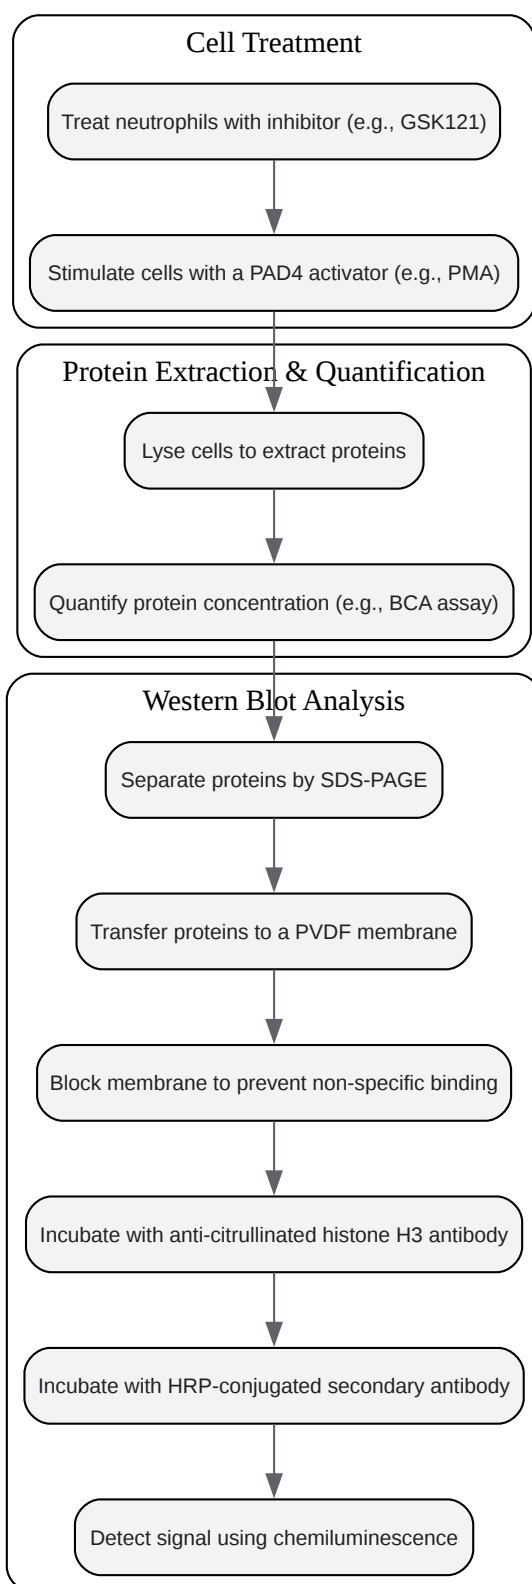 Cell Treatment
Treat neutrophils with inhibitor (e.g., GSK121)
Stimulate cells with a PAD4 activator (e.g., PMA)
Protein Extraction & Quantification
Lyse cells to extract proteins
Quantify protein concentration (e.g., BCA assay)
Western Blot Analysis
Separate proteins by SDS-PAGE
Transfer proteins to a PVDF membrane
Block membrane to prevent non-specific binding
Incubate with anti-citrullinated histone H3 antibody
Incubate with HRP-conjugated secondary antibody
Detect signal using chemiluminescence